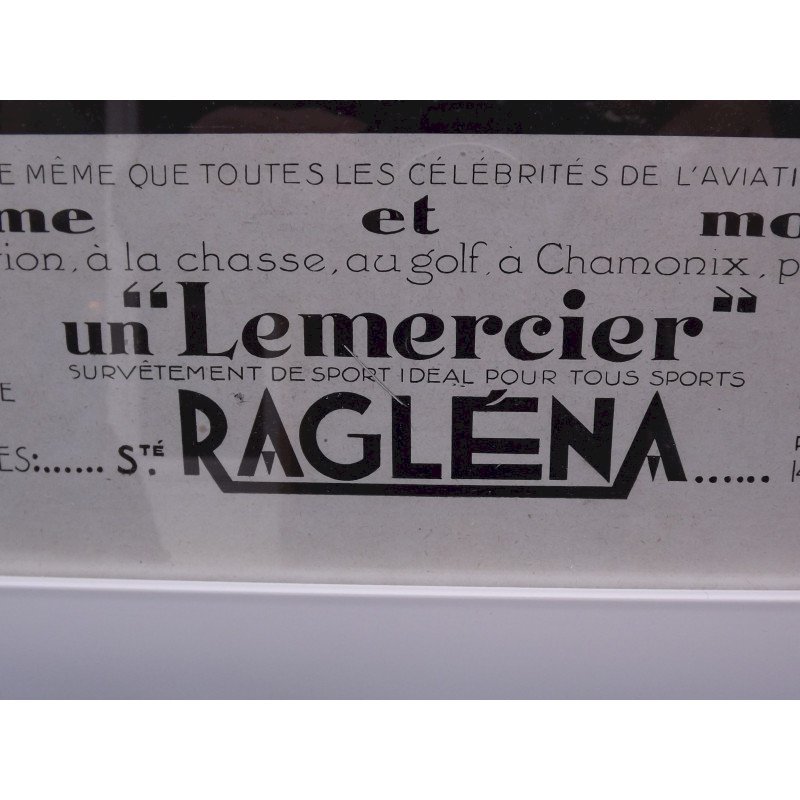 E MÊME QUE TOUTES LES CÉLÉBRITÉS DE L'AVIATI
me et mo
tion, à la chasse, au golf, à Chamonix, p
un "Lemercier"
SURVÊTEMENT DE SPORT IDEAL POUR TOUS SPORTS
E
ES:....... STÉ RAGLÉNA......